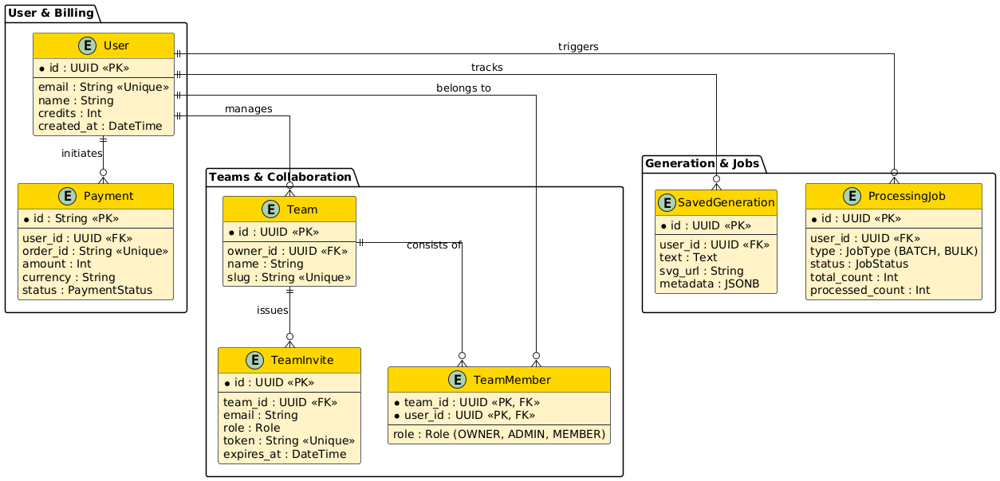 User & Billing
E User
* id : UUID «PK»
email : String «Unique»
name : String
credits : Int
created_at : DateTime
triggers
tracks
belongs to
manages
initiates
E Payment
* id : String «PK»
user_id : UUID «FK»
order_id : String «Unique»
amount : Int
currency : String
status : PaymentStatus
Teams & Collaboration
E Team
* id : UUID «PK»
owner_id : UUID «FK»
name : String
slug : String «Unique»
consists of
issues
E TeamInvite
* id : UUID «PK»
team_id : UUID «FK»
email : String
role : Role
token : String «Unique»
expires_at : DateTime
E TeamMember
* team_id : UUID «PK, FK»
* user_id : UUID «PK, FK»
role : Role (OWNER, ADMIN, MEMBER)
Generation & Jobs
E SavedGeneration
* id : UUID «PK»
user_id : UUID «FK»
text : Text
svg_url : String
metadata : JSONB
E ProcessingJob
* id : UUID «PK»
user_id : UUID «FK»
type : JobType (BATCH, BULK)
status : JobStatus
total_count : Int
processed_count : Int